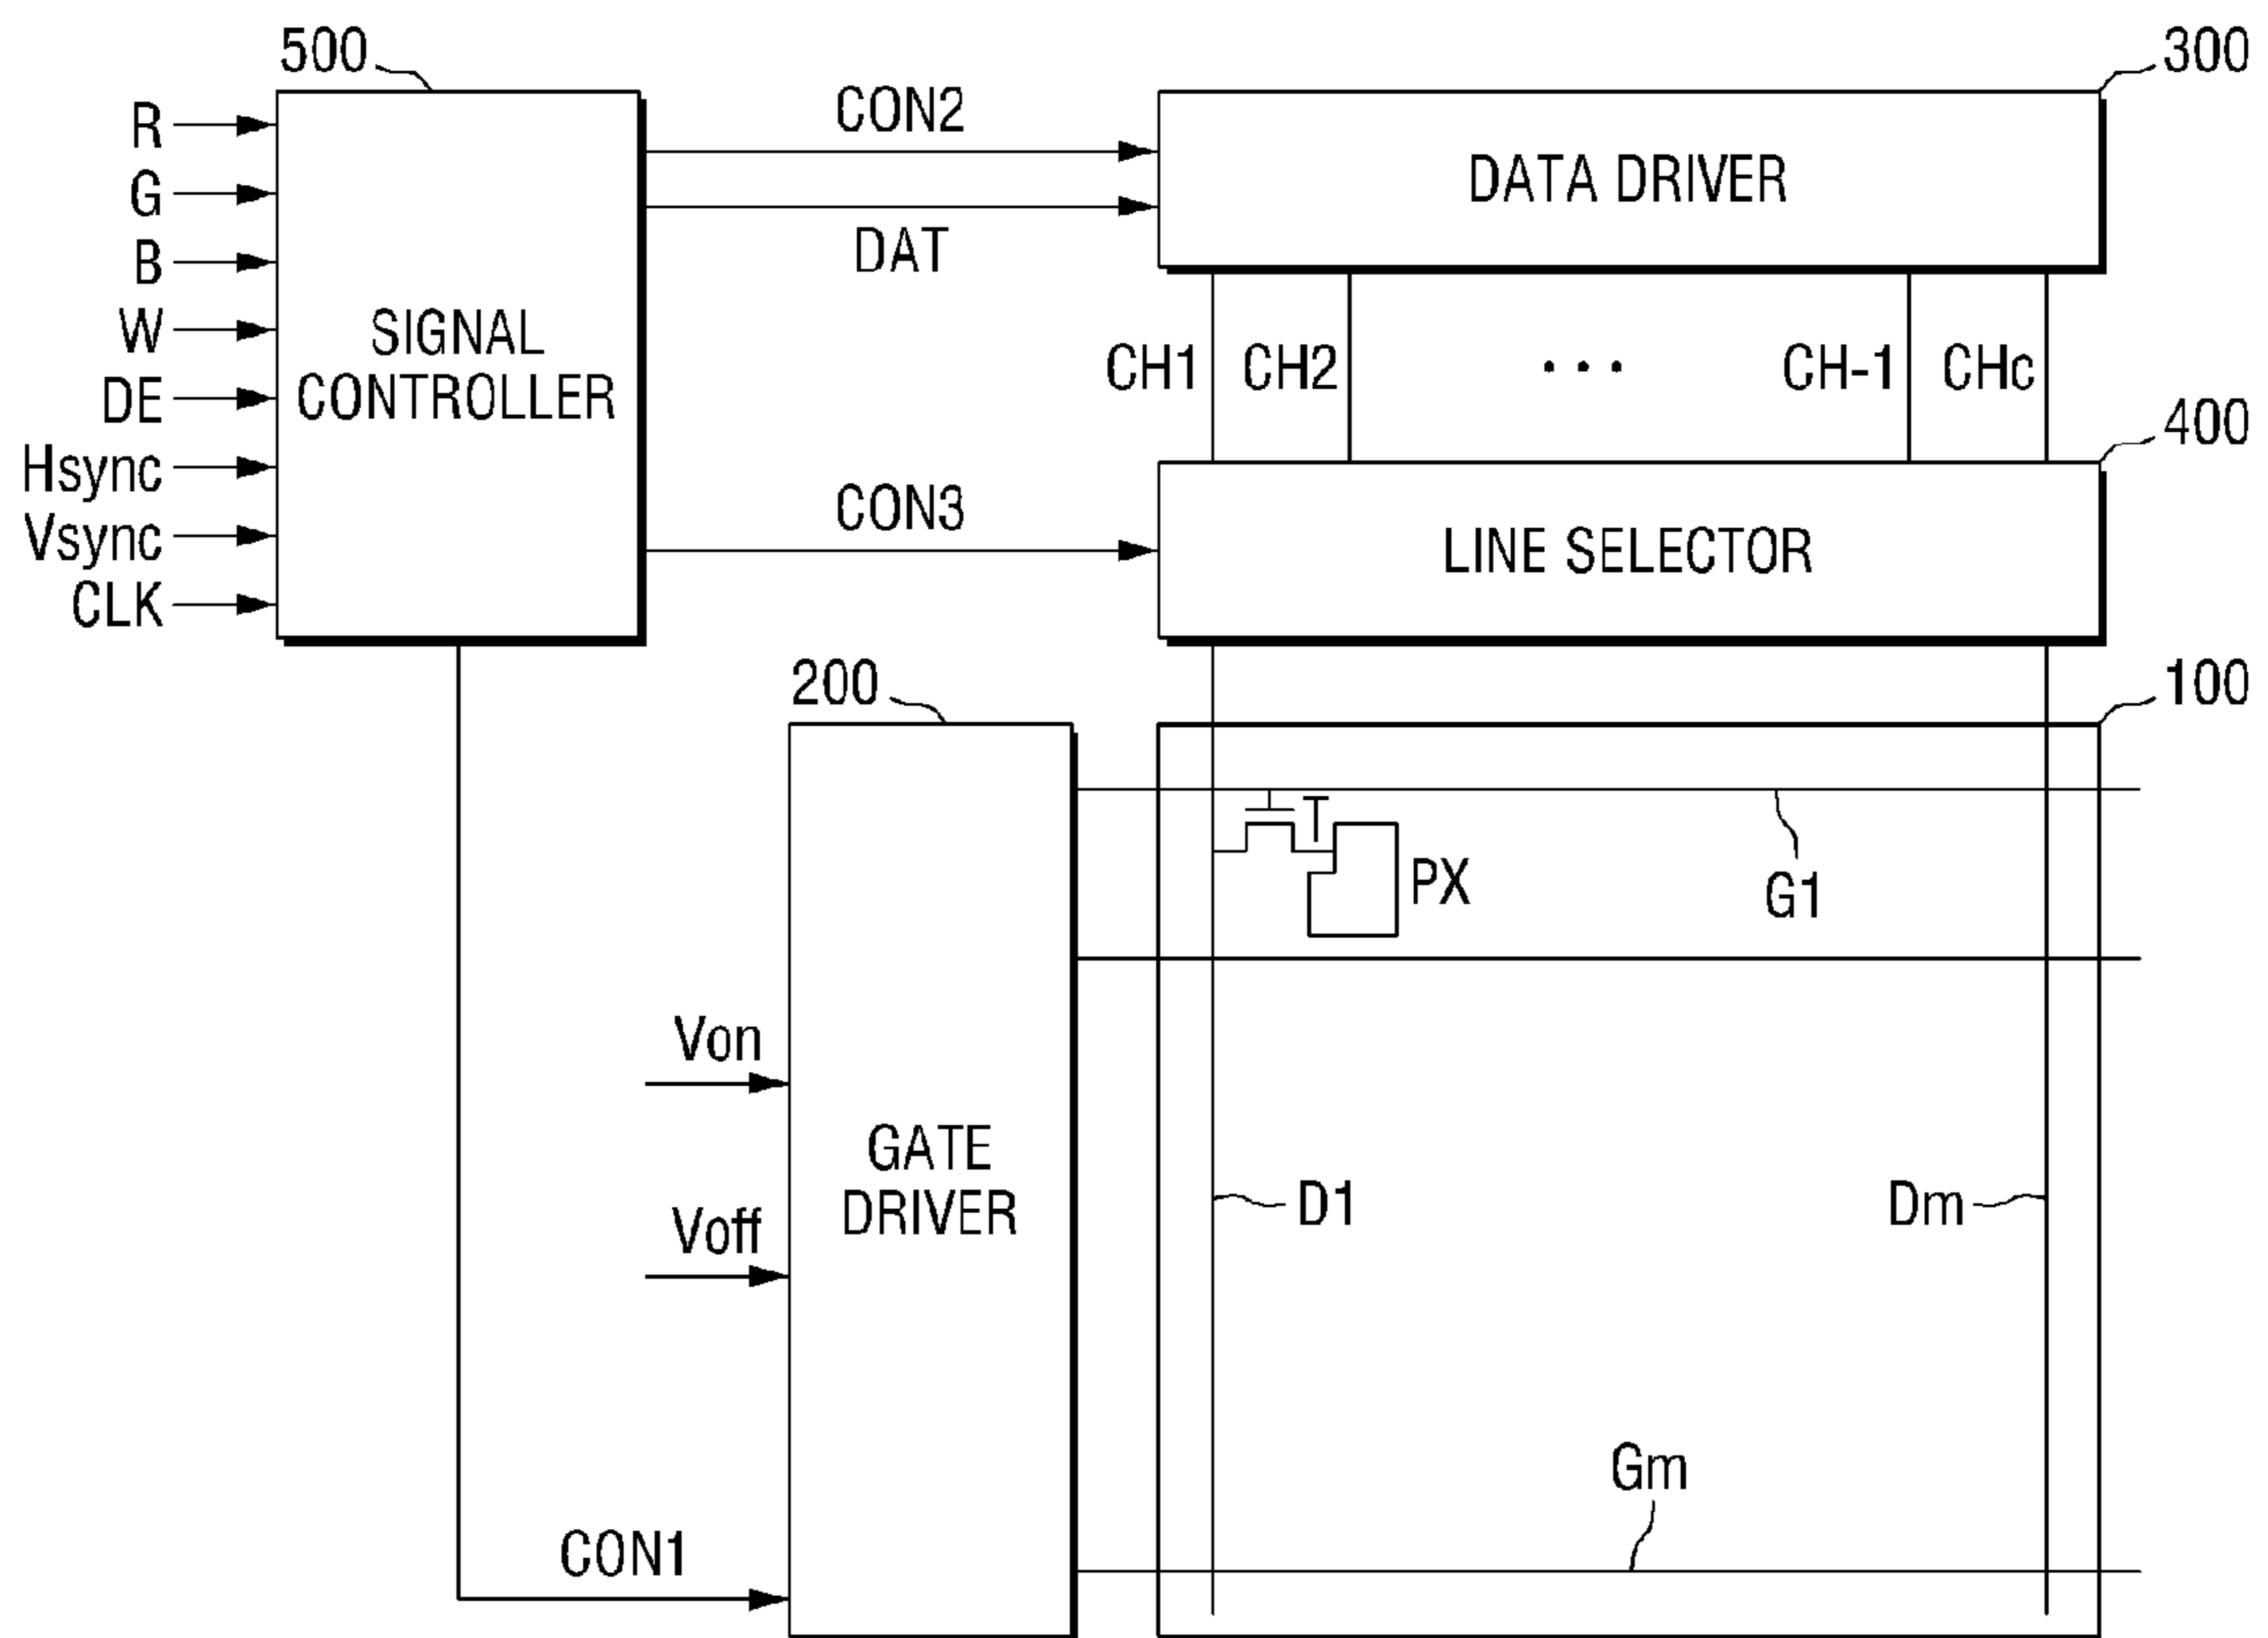 500
300
R
G
B
W
DE
Hsync
Vsync
CLK
SIGNAL
CONTROLLER
CON2
DAT
CON3
DATA DRIVER
CH1
CH2
...
CH-1
CHc
400
LINE SELECTOR
200
100
T
PX
G1
Von
Voff
GATE
DRIVER
D1
Dm
Gm
CON1